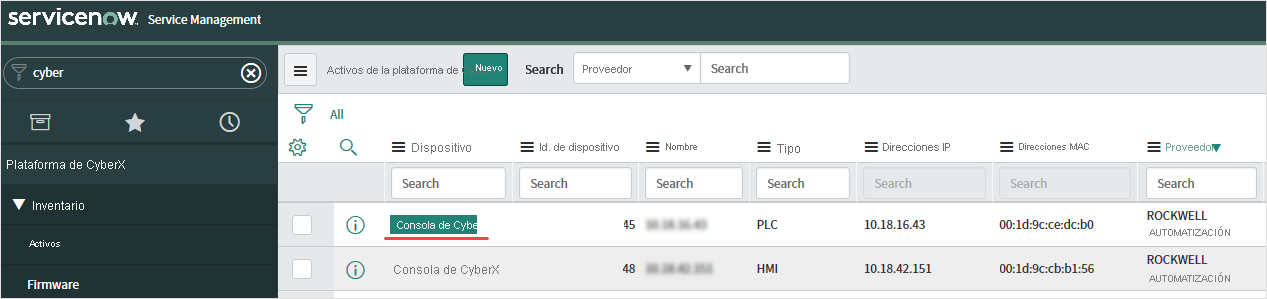 servicenow Service Management
cyber
Activos de la plataforma de Nuevo Search Proveedor Search
All
Plataforma de CyberX
Inventario
Activos
Firmware
Dispositivo Id. de dispositivo Nombre Tipo Direcciones IP Direcciones MAC Proveedor
Search Search Search Search Search Search Search
Consola de Cybe 45 PLC 10.18.16.43 00:1d:9c:ce:dc:b0 ROCKWELL
AUTOMATIZACIÓN
Consola de CyberX 48 HMI 10.18.42.151 00:1d:9c:cb:b1:56 ROCKWELL
AUTOMATIZACIÓN